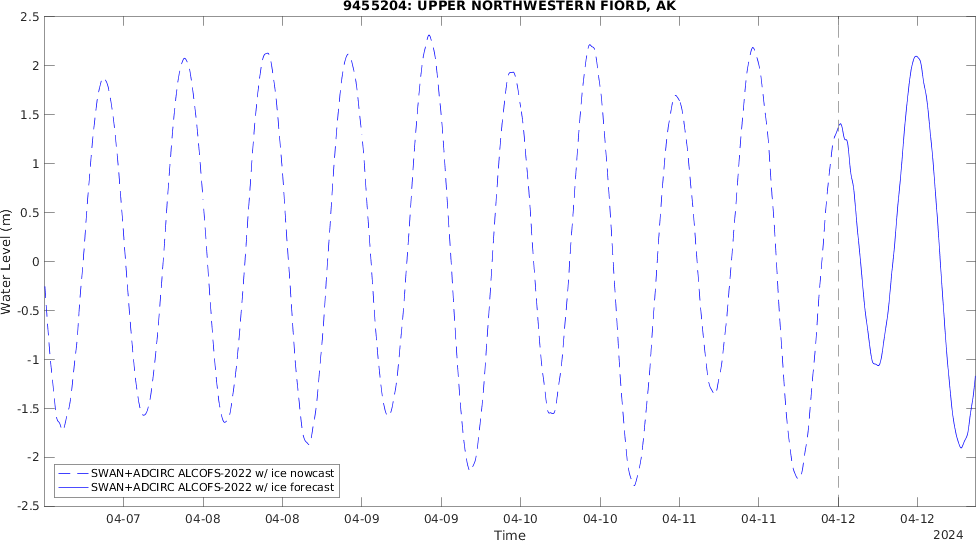 9455204: UPPER NORTHWESTERN FIORD, AK
2.5
2
1.5
1
0.5
0
-0.5
-1
-1.5
-2
-2.5
Water Level (m)
SWAN+ADCIRC ALCOFS-2022 w/ ice nowcast
SWAN+ADCIRC ALCOFS-2022 w/ ice forecast
04-07 04-08 04-08 04-09 04-09 04-10 04-10 04-11 04-11 04-12 04-12
Time
2024